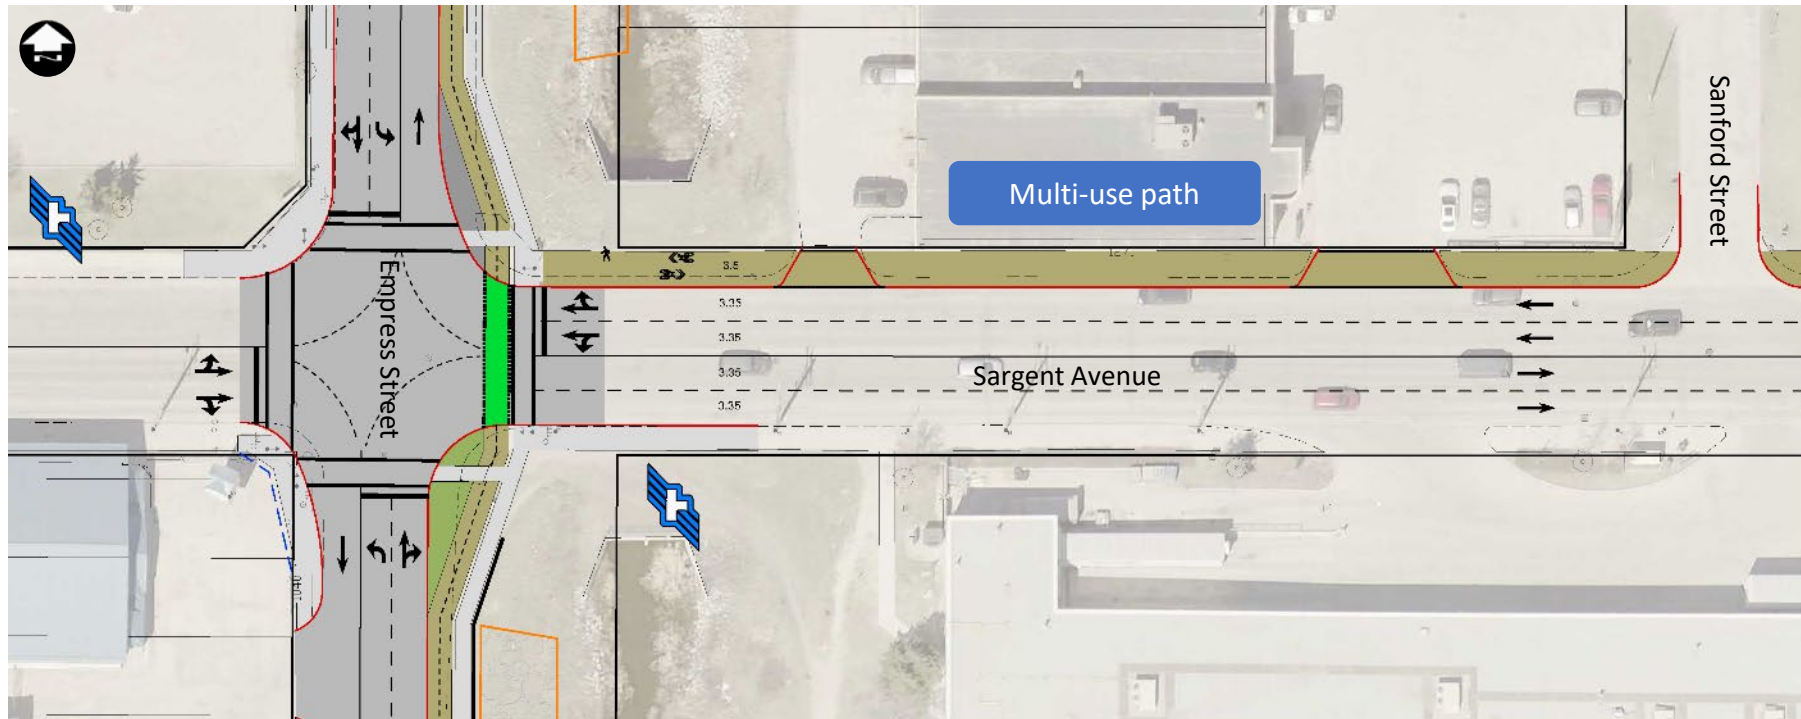 N
Sanford Street
Multi-use path
Empress Street
3.5
3.35
3.35
3.35
3.35
Sargent Avenue